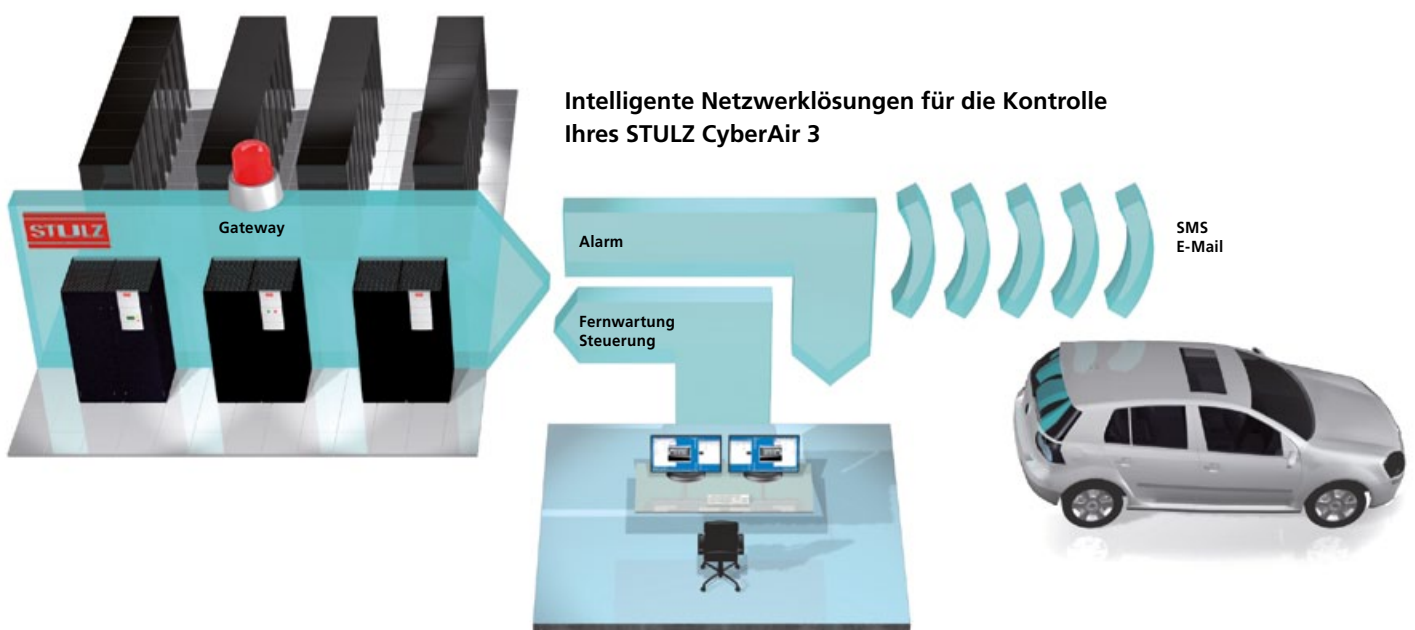 Intelligente Netzwerklösungen für die Kontrolle
Ihres STULZ CyberAir 3
STULZ
Gateway
Alarm
SMS
E-Mail
Fernwartung
Steuerung